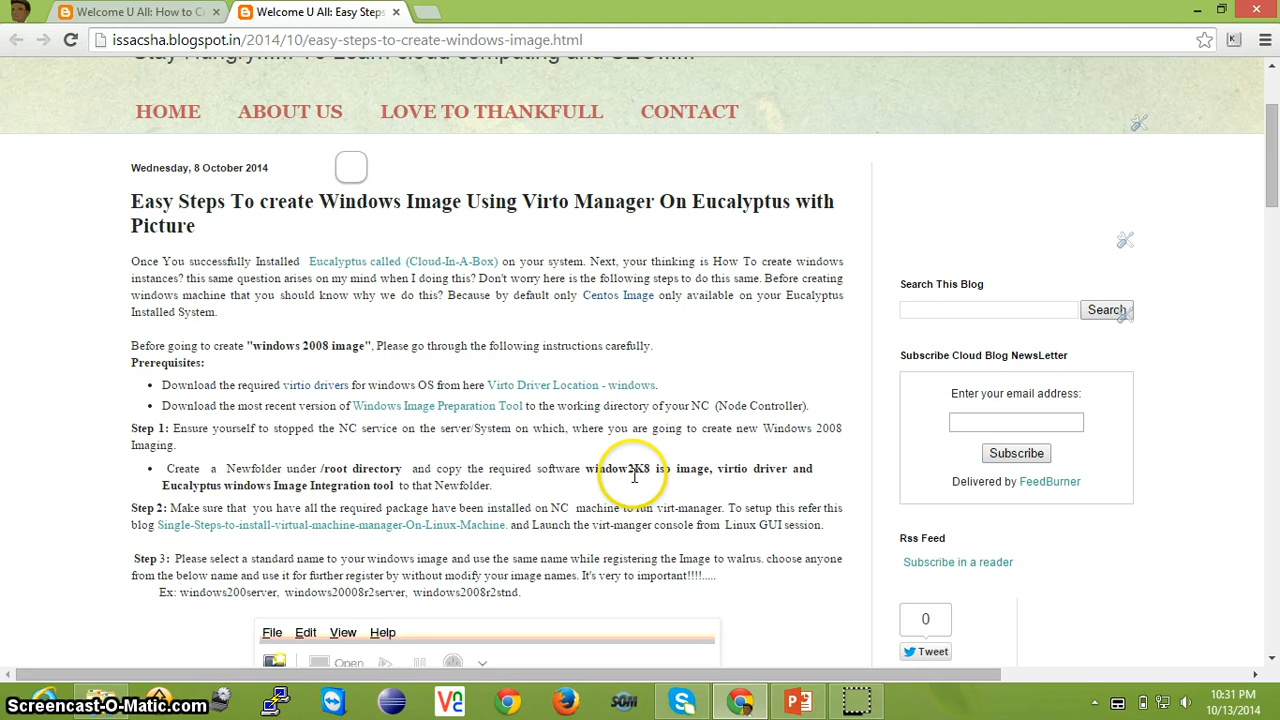 Welcome U All: How to C
Welcome U All: Easy Steps
issacsha.blogspot.in/2014/10/easy-steps-to-create-windows-image.html
Stay Hungry..... To Learn cloud computing and SEO.....
HOME ABOUT US LOVE TO THANKFULL CONTACT
Wednesday, 8 October 2014
Easy Steps To create Windows Image Using Virto Manager On Eucalyptus with
Picture
Once You successfully Installed Eucalyptus called (Cloud-In-A-Box) on your system. Next, your thinking is How To create windows
instances? this same question arises on my mind when I doing this? Don't worry here is the following steps to do this same. Before creating
windows machine that you should know why we do this? Because by default only Centos Image only available on your Eucalyptus
Installed System.
Before going to create "windows 2008 image", Please go through the following instructions carefully.
Prerequisites:
• Download the required virtio drivers for windows OS from here Virto Driver Location - windows.
• Download the most recent version of Windows Image Preparation Tool to the working directory of your NC (Node Controller).
Step 1: Ensure yourself to stopped the NC service on the server/System on which, where you are going to create new Windows 2008
Imaging.
• Create a Newfolder under /root directory and copy the required software window2K8 iso image, virtio driver and
Eucalyptus windows Image Integration tool to that Newfolder.
Step 2: Make sure that you have all the required package have been installed on NC machine to run virt-manager. To setup this refer this
blog Single-Steps-to-install-virtual-machine-manager-On-Linux-Machine. and Launch the virt-manger console from Linux GUI session.
Step 3: Please select a standard name to your windows image and use the same name while registering the Image to walrus. choose anyone
from the below name and use it for further register by without modify your image names. It's very to important!!!!.....
Ex: windows200server, windows20008r2server, windows2008r2stnd.
File Edit View Help
Open
Search This Blog
Search
Subscribe Cloud Blog NewsLetter
Enter your email address:
Subscribe
Delivered by FeedBurner
Rss Feed
Subscribe in a reader
0
Tweet
Screencast-O-Matic.com
SOM
10:31 PM
10/13/2014